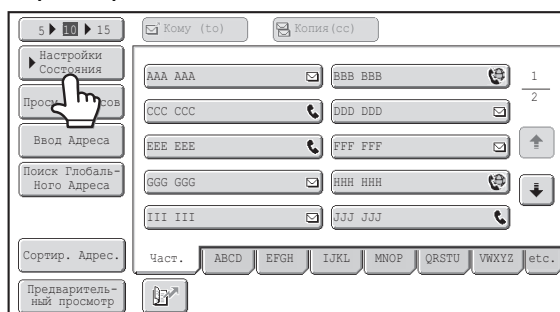 5 10 15
Кому (to)
Копия(cc)
Настройки
Состояния
AAA AAA
BBB BBB
1
2
CCC CCC
DDD DDD
Ввод Адреса
EEE EEE
FFF FFF
Поиск Глобаль-
Ного Адреса
GGG GGG
HHH HHH
III III
JJJ JJJ
Сортир. Адрес.
Част.
ABCD
EFGH
IJKL
MNOP
QRSTU
VWXYZ
etc.
Предваритель-
ный просмотр